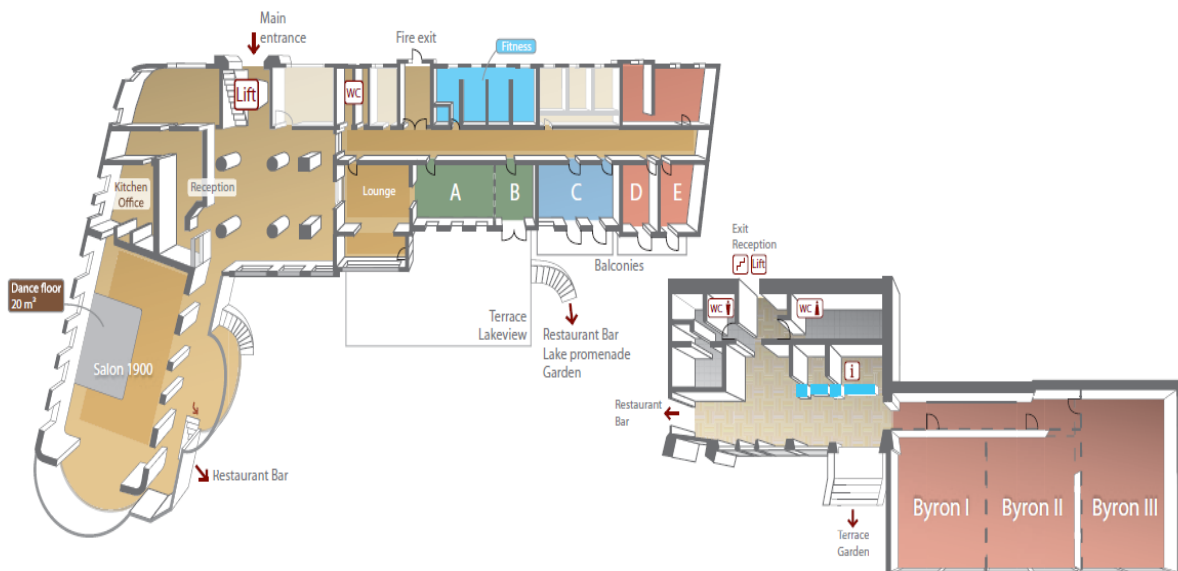 Main
entrance
Fire exit
Fitness
Lift
WC
Kitchen
Office
Reception
Lounge
A
B
C
D
E
Balconies
Exit
Reception
Lift
Dance floor
20 m²
Salon 1900
Terrace
Lakeview
Restaurant Bar
Lake promenade
Garden
WC
WC
i
Restaurant
Bar
Restaurant Bar
Byron I
Byron II
Byron III
Terrace
Garden